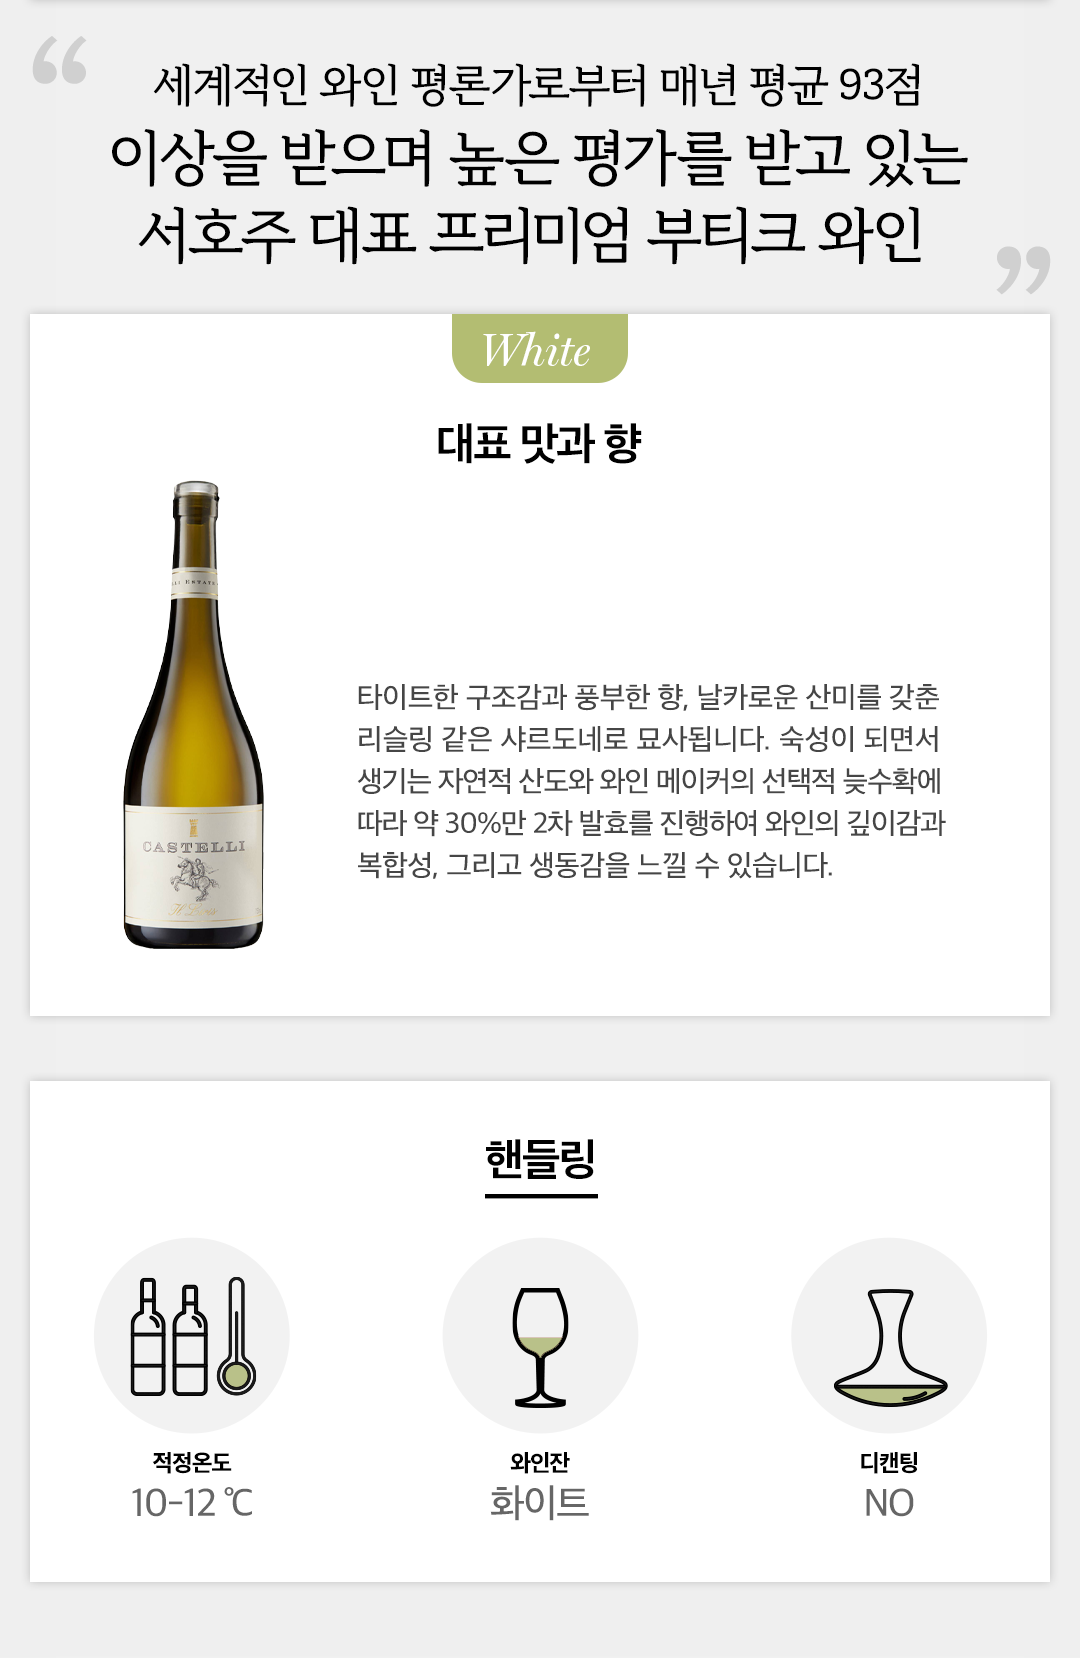 “
세계적인 와인 평론가로부터 매년 평균 93점
이상을 받으며 높은 평가를 받고 있는
서호주 대표 프리미엄 부티크 와인
”
White
대표 맛과 향
ESTATE
CASTELLI
타이트한 구조감과 풍부한 향, 날카로운 산미를 갖춘
리슬링 같은 샤르도네로 묘사됩니다. 숙성이 되면서
생기는 자연적 산도와 와인 메이커의 선택적 늦수확에
따라 약 30%만 2차 발효를 진행하여 와인의 깊이감과
복합성, 그리고 생동감을 느낄 수 있습니다.
핸들링
적정온도
10-12 ℃
와인잔
화이트
디캔팅
NO